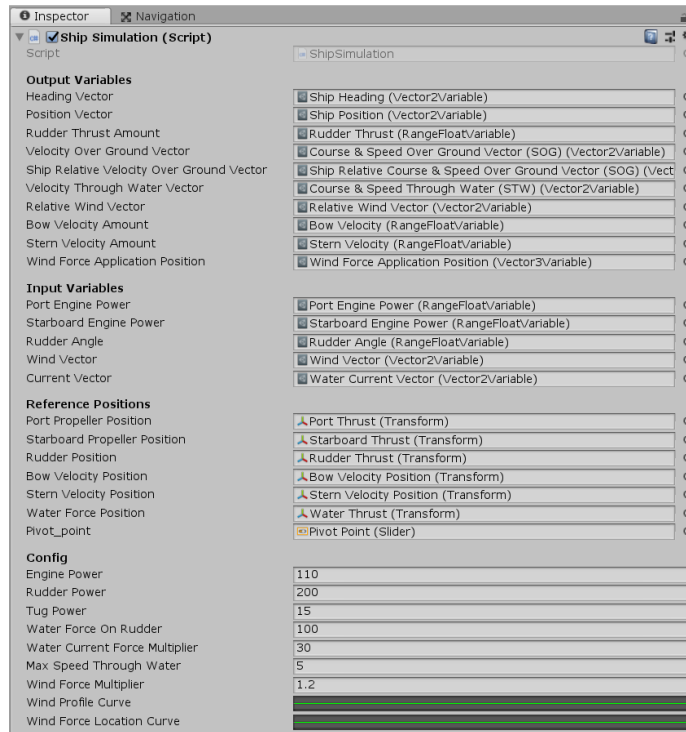 Inspector Navigation
Ship Simulation (Script)
Script ShipSimulation
Output Variables
Heading Vector Ship Heading (Vector2Variable)
Position Vector Ship Position (Vector2Variable)
Rudder Thrust Amount Rudder Thrust (RangeFloatVariable)
Velocity Over Ground Vector Course & Speed Over Ground Vector (SOG) (Vector2Variable)
Ship Relative Velocity Over Ground Vector Ship Relative Course & Speed Over Ground Vector (SOG) (Vect
Velocity Through Water Vector Course & Speed Through Water (STW) (Vector2Variable)
Relative Wind Vector Relative Wind Vector (Vector2Variable)
Bow Velocity Amount Bow Velocity (RangeFloatVariable)
Stern Velocity Amount Stern Velocity (RangeFloatVariable)
Wind Force Application Position Wind Force Application Position (Vector3Variable)
Input Variables
Port Engine Power Port Engine Power (RangeFloatVariable)
Starboard Engine Power Starboard Engine Power (RangeFloatVariable)
Rudder Angle Rudder Angle (RangeFloatVariable)
Wind Vector Wind Vector (Vector2Variable)
Current Vector Water Current Vector (Vector2Variable)
Reference Positions
Port Propeller Position Port Thrust (Transform)
Starboard Propeller Position Starboard Thrust (Transform)
Rudder Position Rudder Thrust (Transform)
Bow Velocity Position Bow Velocity Position (Transform)
Stern Velocity Position Stern Velocity Position (Transform)
Water Force Position Water Thrust (Transform)
Pivot_point Pivot Point (Slider)
Config
Engine Power 110
Rudder Power 200
Tug Power 15
Water Force On Rudder 100
Water Current Force Multiplier 30
Max Speed Through Water 5
Wind Force Multiplier 1.2
Wind Profile Curve
Wind Force Location Curve